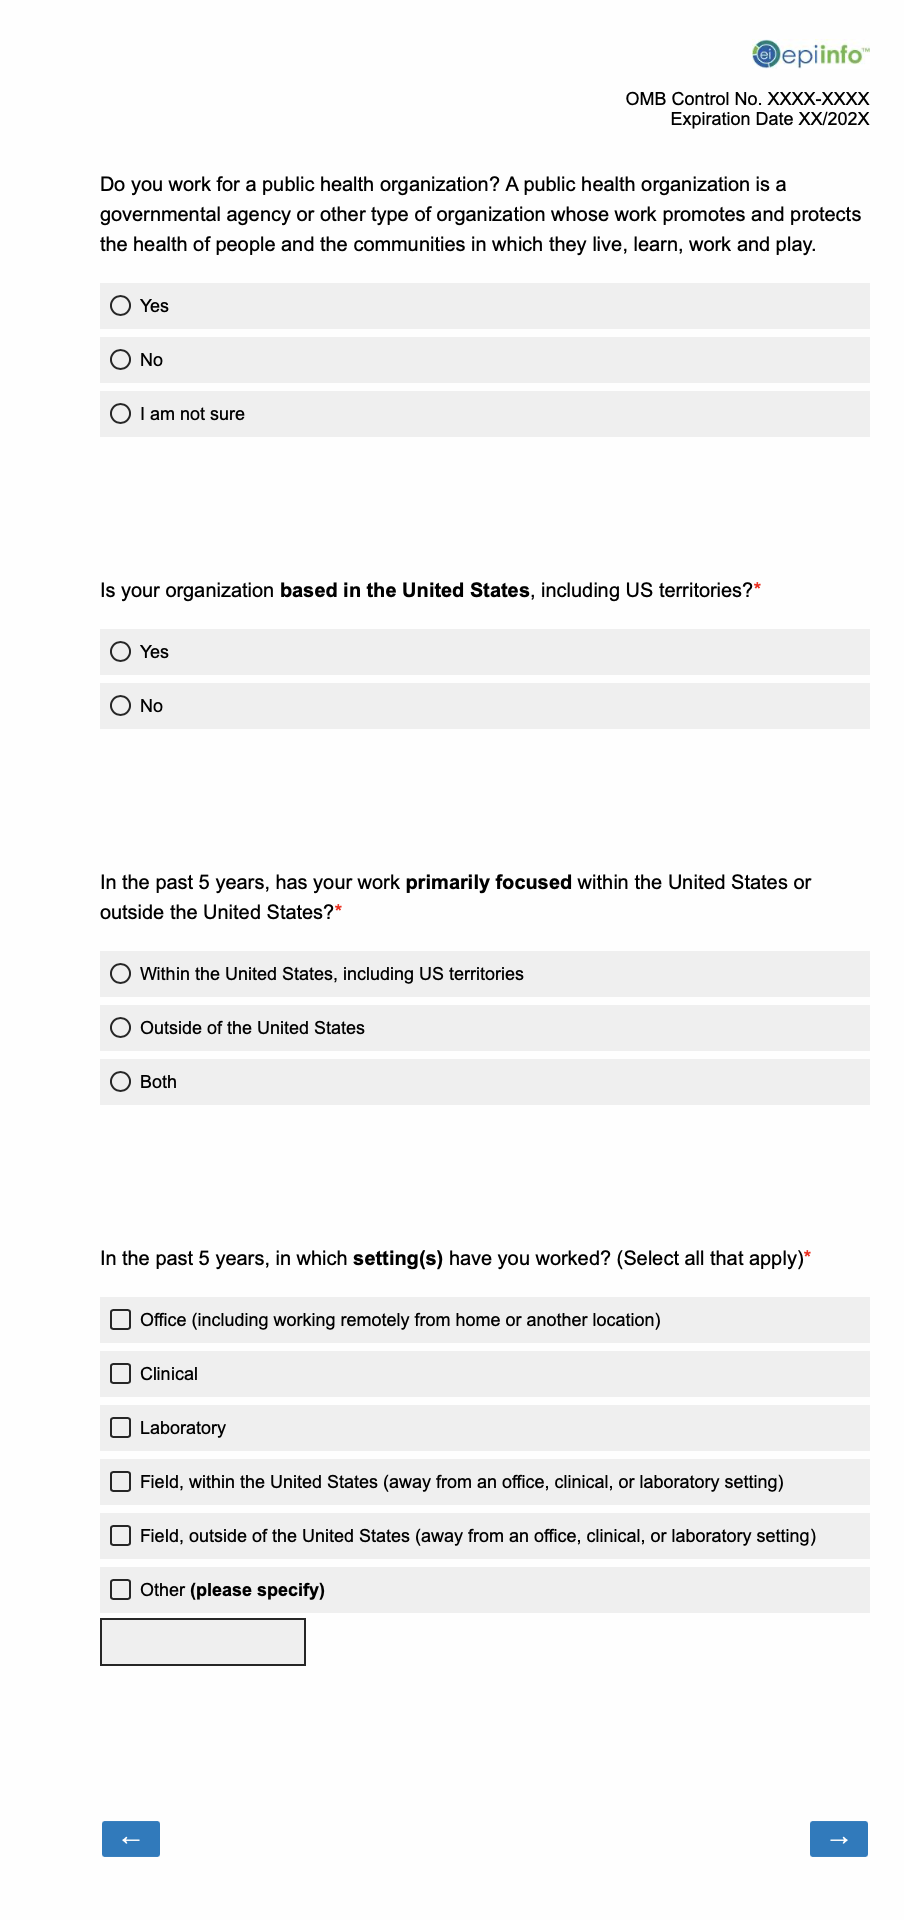 ei epiinfo™
OMB Control No. XXXX-XXXX
Expiration Date XX/202X
Do you work for a public health organization? A public health organization is a
governmental agency or other type of organization whose work promotes and protects
the health of people and the communities in which they live, learn, work and play.
Yes
No
I am not sure
Is your organization based in the United States, including US territories?*
Yes
No
In the past 5 years, has your work primarily focused within the United States or
outside the United States?*
Within the United States, including US territories
Outside of the United States
Both
In the past 5 years, in which setting(s) have you worked? (Select all that apply)*
Office (including working remotely from home or another location)
Clinical
Laboratory
Field, within the United States (away from an office, clinical, or laboratory setting)
Field, outside of the United States (away from an office, clinical, or laboratory setting)
Other (please specify)
← →